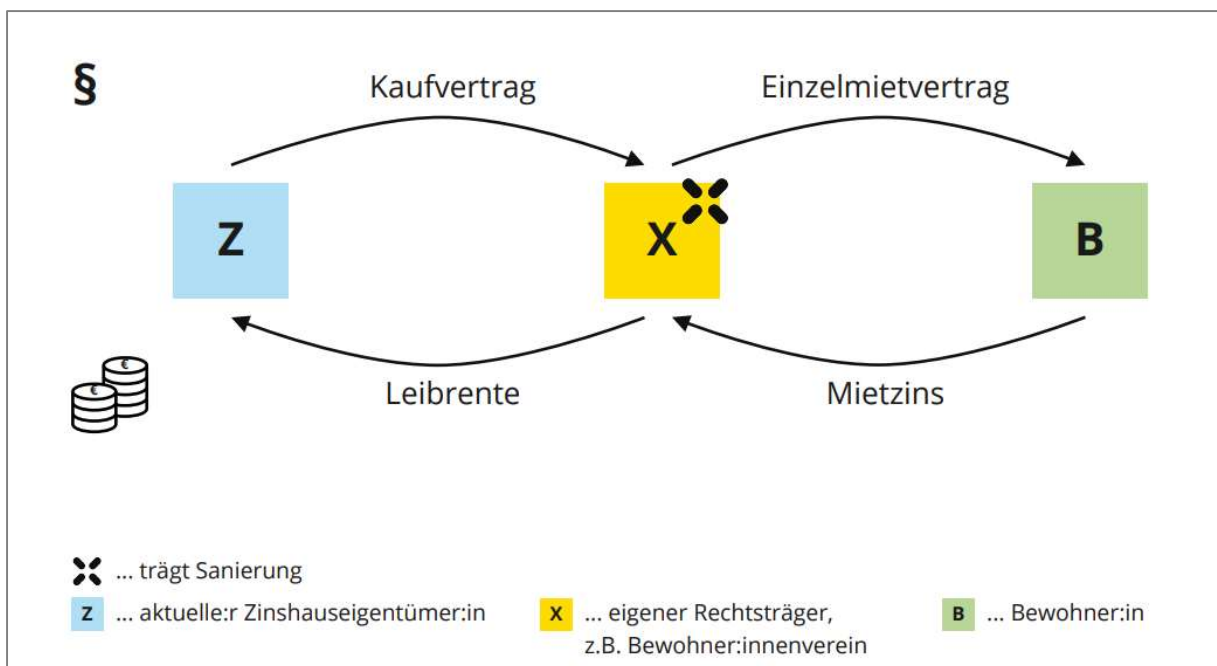 §
Kaufvertrag
Einzelmietvertrag
Z
X
B
Leibrente
Mietzins
€
€
... trägt Sanierung
Z ... aktuelle:r Zinshauseigentümer:in
X ... eigener Rechtsträger,
z.B. Bewohner:innenverein
B ... Bewohner:in